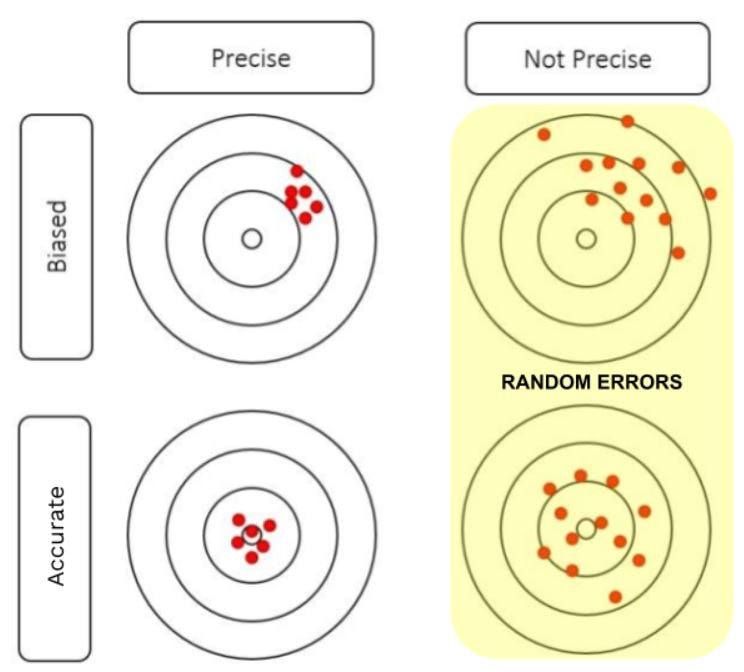 Precise
Not Precise
Biased
RANDOM ERRORS
Accurate